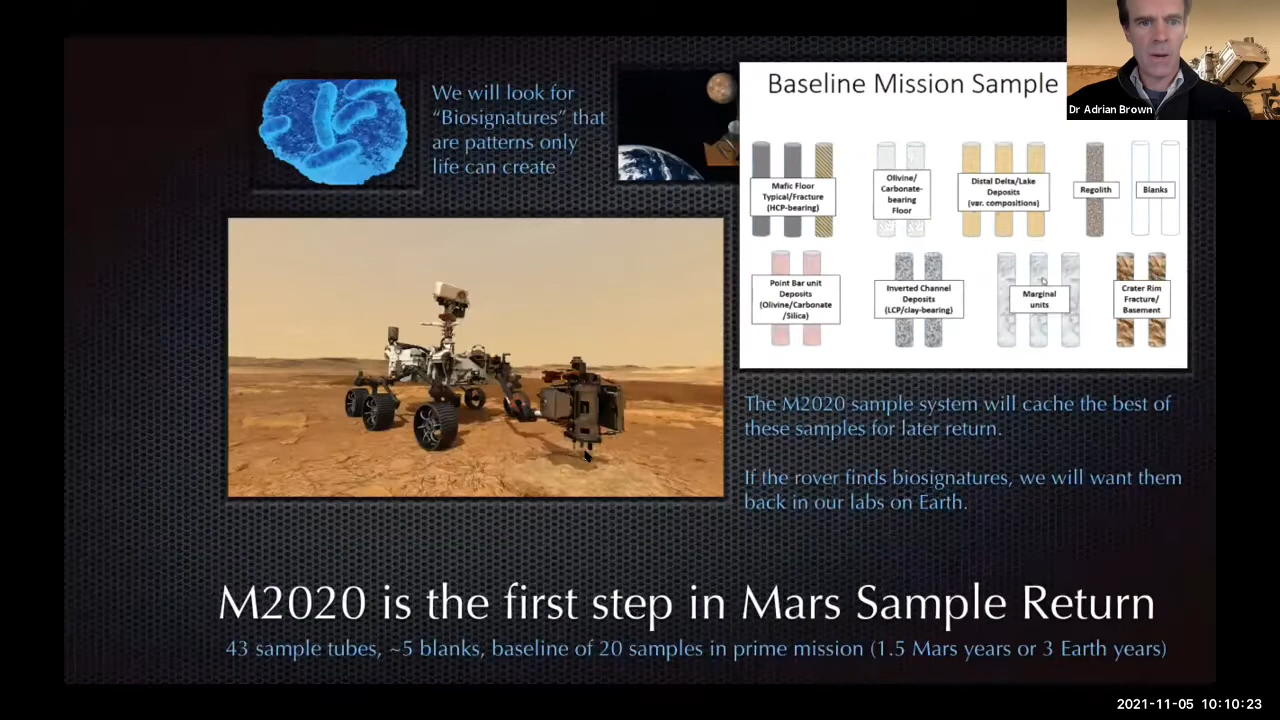 We will look for
“Biosignatures” that
are patterns only
life can create
Baseline Mission Sample
Dr Adrian Brown
Mafic Floor
Typical/Fracture
(HCP-bearing)
Olivine/
Carbonate-
bearing
Floor
Distal Delta/Lake
Deposits
(var. compositions)
Regolith
Blanks
Point Bar unit
Deposits
(Olivine/Carbonate
/Silica)
Inverted Channel
Deposits
(LCP/clay-bearing)
Marginal
units
Crater Rim
Fracture/
Basement
The M2020 sample system will cache the best of
these samples for later return.
If the rover finds biosignatures, we will want them
back in our labs on Earth.
M2020 is the first step in Mars Sample Return
43 sample tubes, ~5 blanks, baseline of 20 samples in prime mission (1.5 Mars years or 3 Earth years)
2021-11-05 10:10:23